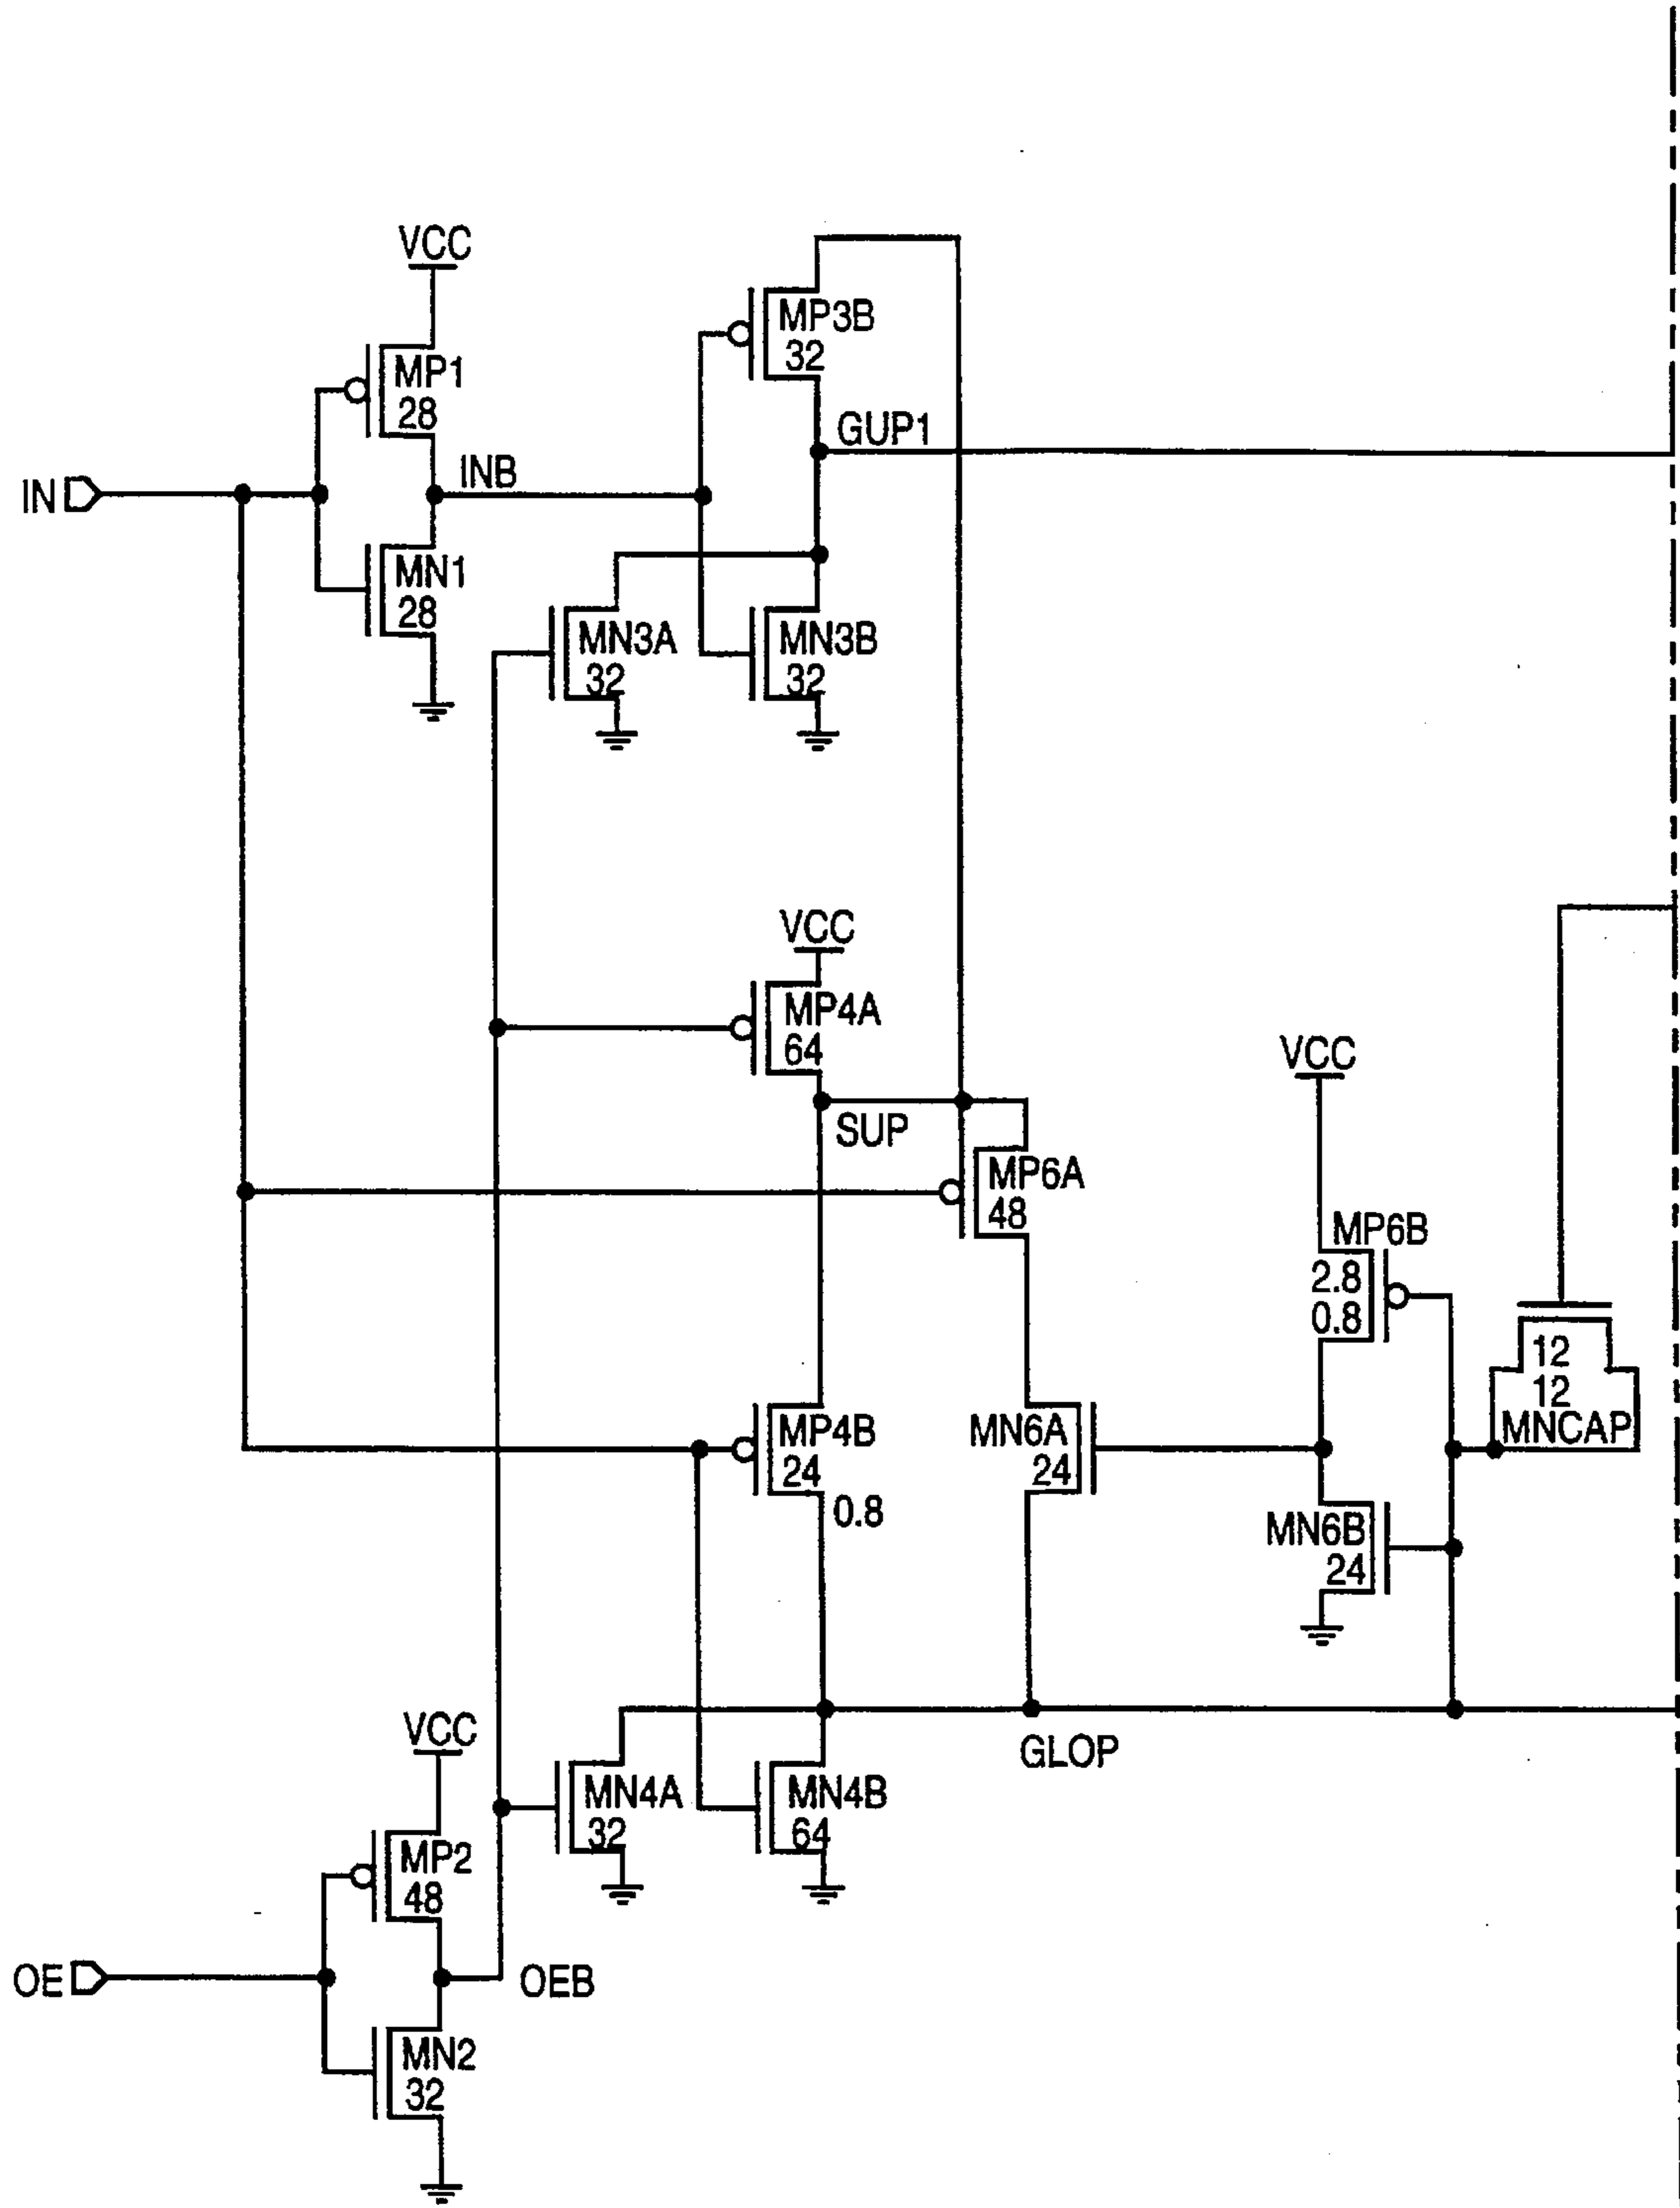 VCC
MP3B
32
MP1
28
GUP1
INB
IN
MN1
28
MN3A
32
MN3B
32
VCC
MP4A
64
VCC
SUP
MP6A
48
MP6B
2.8
0.8
12
12
MNCAP
MP4B
24
0.8
MN6A
24
MN6B
24
GLOP
VCC
MN4A
32
MN4B
64
MP2
48
OE
OEB
MN2
32